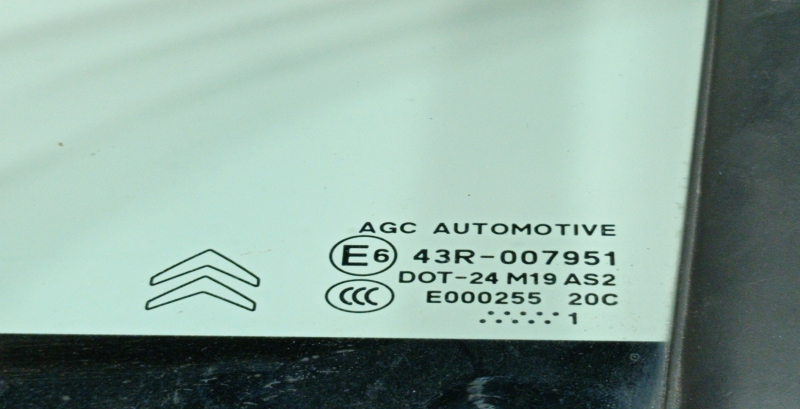 AGC AUTOMOTIVE
E6 43R-007951
DOT-24 M19 AS2
CCC E000255 20C
1